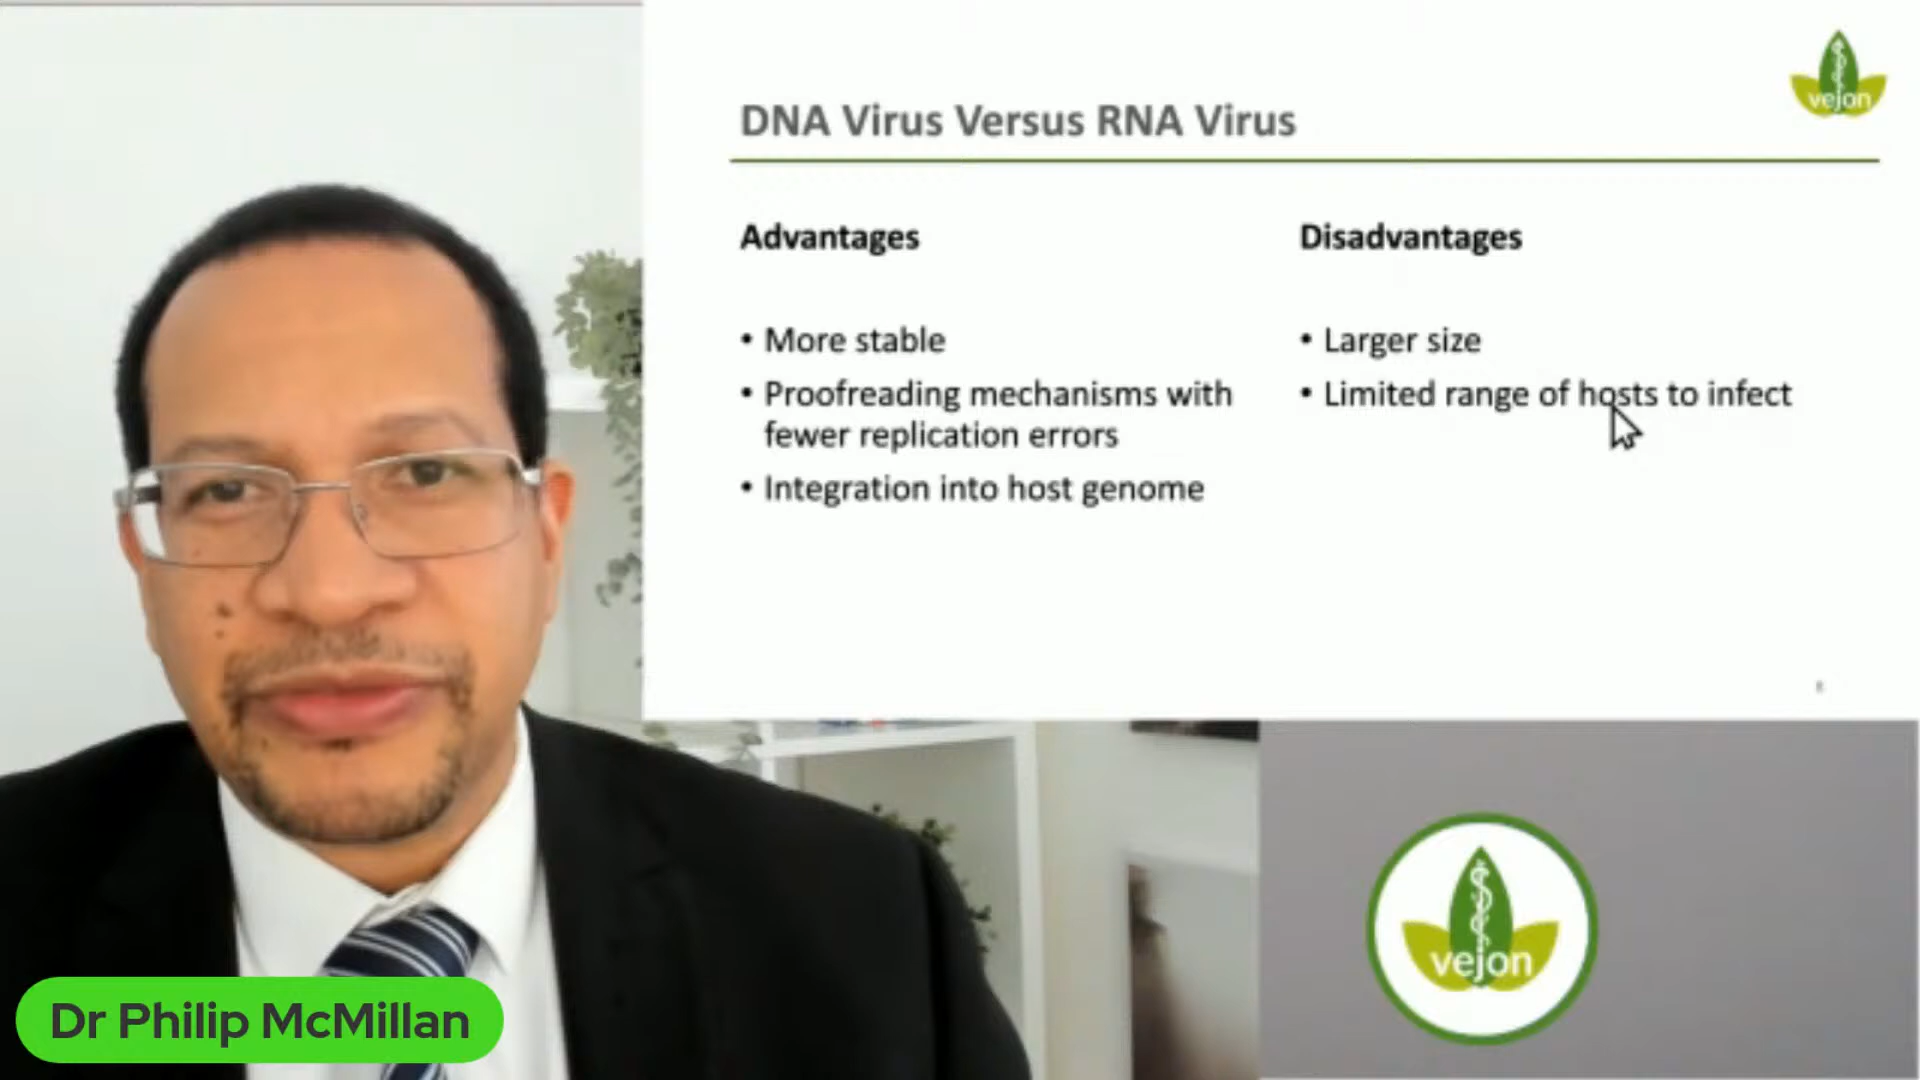 vejon
DNA Virus Versus RNA Virus
Advantages
• More stable
• Proofreading mechanisms with
fewer replication errors
• Integration into host genome
Disadvantages
• Larger size
• Limited range of hosts to infect
vejon
Dr Philip McMillan